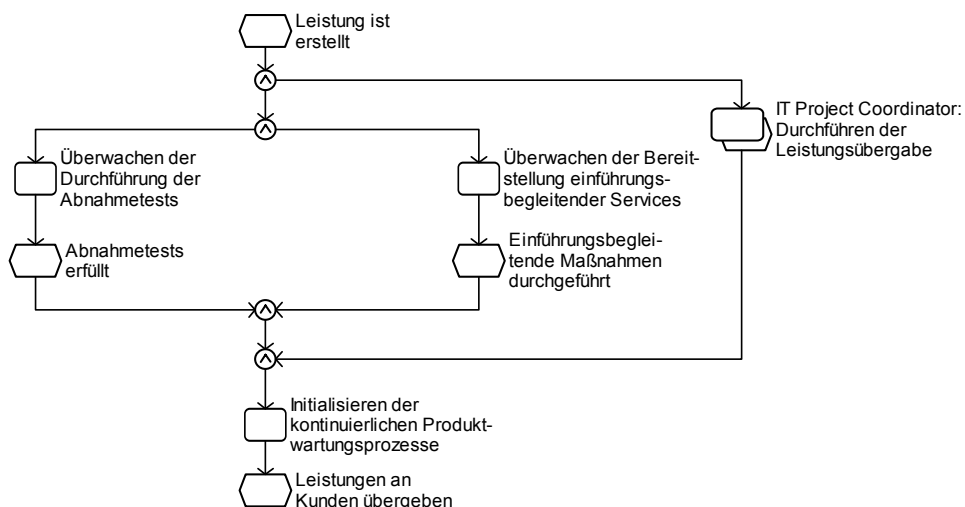 Leistung ist
erstellt
IT Project Coordinator:
Durchführen der
Leistungsübergabe
Überwachen der
Durchführung der
Abnahmetests
Überwachen der Bereit-
stellung einführungs-
begleitender Services
Abnahmetests
erfüllt
Einführungsbeglei-
tende Maßnahmen
durchgeführt
Initialisieren der
kontinuierlichen Produkt-
wartungsprozesse
Leistungen an
Kunden übergeben